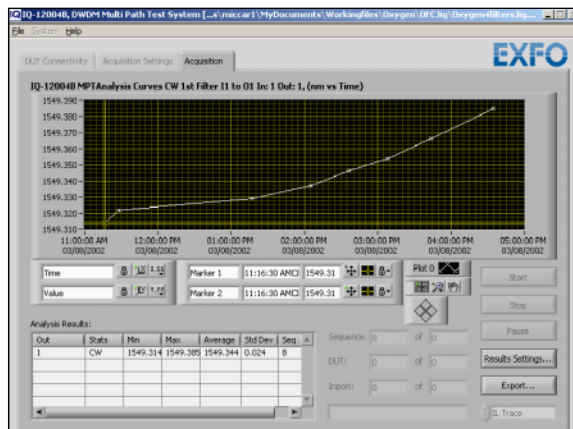 IQ-12004B, DWDM Multi Path Test System [...s\miccar1\MyDocuments\Workingfiles\Oxygen\OFC.lig\Oxygen4filters.lig...
File System Help
DUT Connectivity Acquisition Settings Acquisition
EXFO
IQ-12004B MPTAnalysis Curves CW 1st Filter I1 to O1 In: 1 Out: 1, (nm vs Time)
1549.390
1549.380
1549.370
1549.360
1549.350
1549.340
1549.330
1549.320
1549.310
11:00:00 AM 12:00:00 PM 01:00:00 PM 02:00:00 PM 03:00:00 PM 04:00:00 PM 05:00:00 PM
03/08/2002 03/08/2002 03/08/2002 03/08/2002 03/08/2002 03/08/2002 03/08/2002
Time Marker 1 11:16:30 AM 1549.31 Plot 0
Value Marker 2 11:16:30 AM 1549.31
Start
Stop
Pause
Results Settings...
Export...
Analysis Results:
Out Stats Min Max Average Std Dev Seq
1 CW 1549.314 1549.385 1549.344 0.024 8
Sequence: 0 of 0
DUT: 0 of 0
Inport: 0 of 0
IL Trace